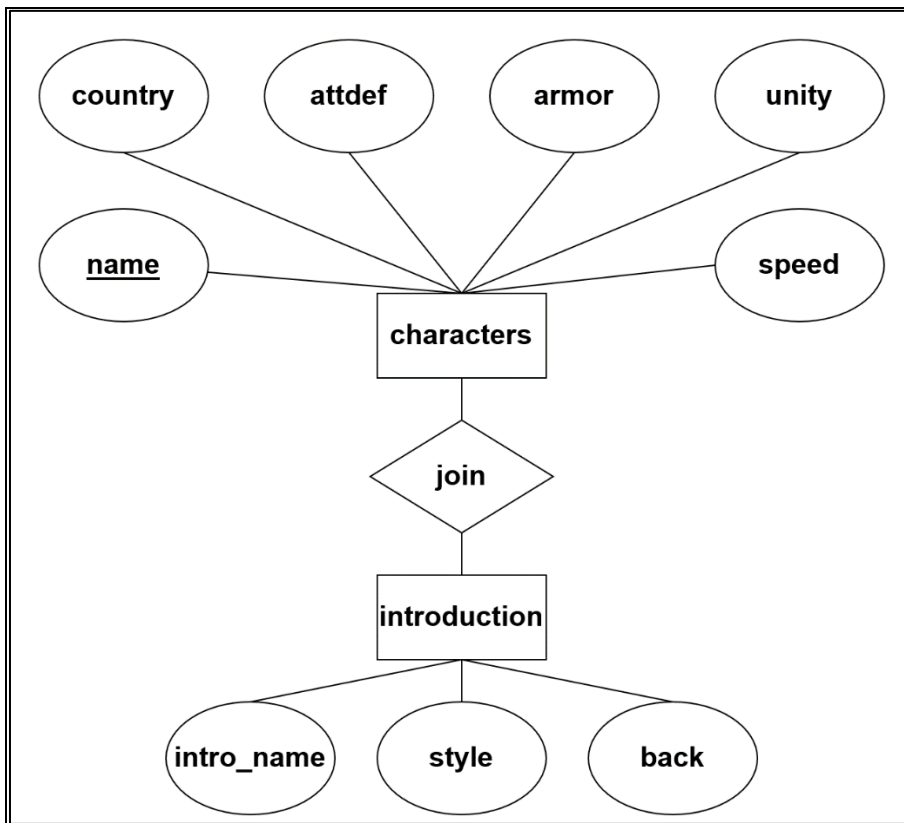 country
attdef
armor
unity
name
speed
characters
join
introduction
intro_name
style
back